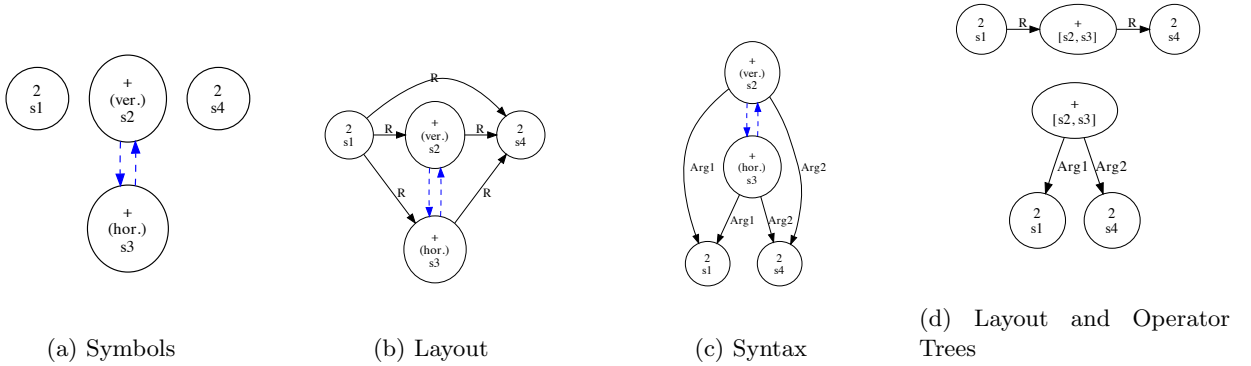 2
s1
+
(ver.)
s2
2
s4
+
(hor.)
s3
(a) Symbols
R
2
s1
R
+
(ver.)
s2
R
2
s4
R
R
+
(hor.)
s3
(b) Layout
+
(ver.)
s2
+
(hor.)
s3
Arg1
Arg2
Arg1
Arg2
2
s1
2
s4
(c) Syntax
2
s1
R
+
[s2, s3]
R
2
s4
+
[s2, s3]
Arg1
Arg2
2
s1
2
s4
(d) Layout and Operator
Trees